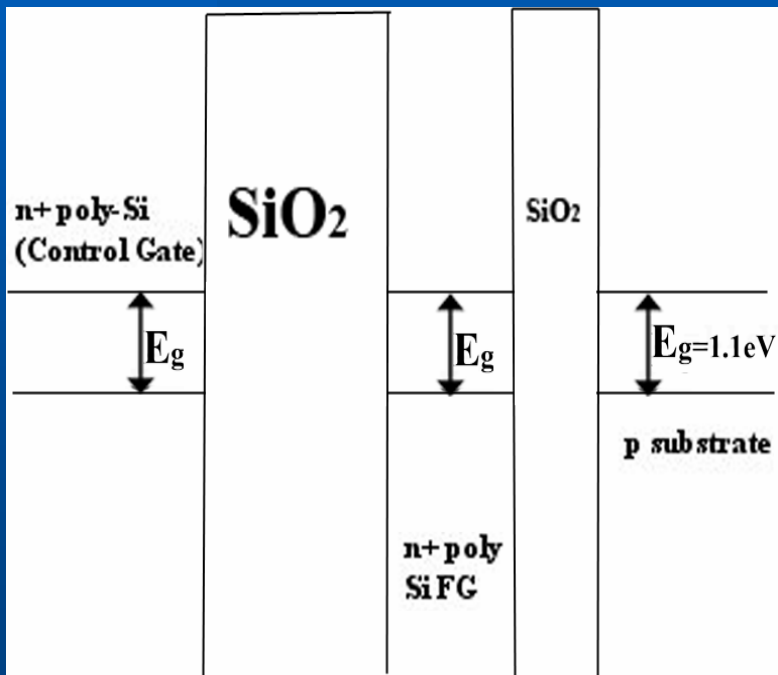 n+ poly-Si
(Control Gate)
SiO₂
SiO₂
Eg
Eg
Eg=1.1eV
p substrate
n+ poly
Si FG